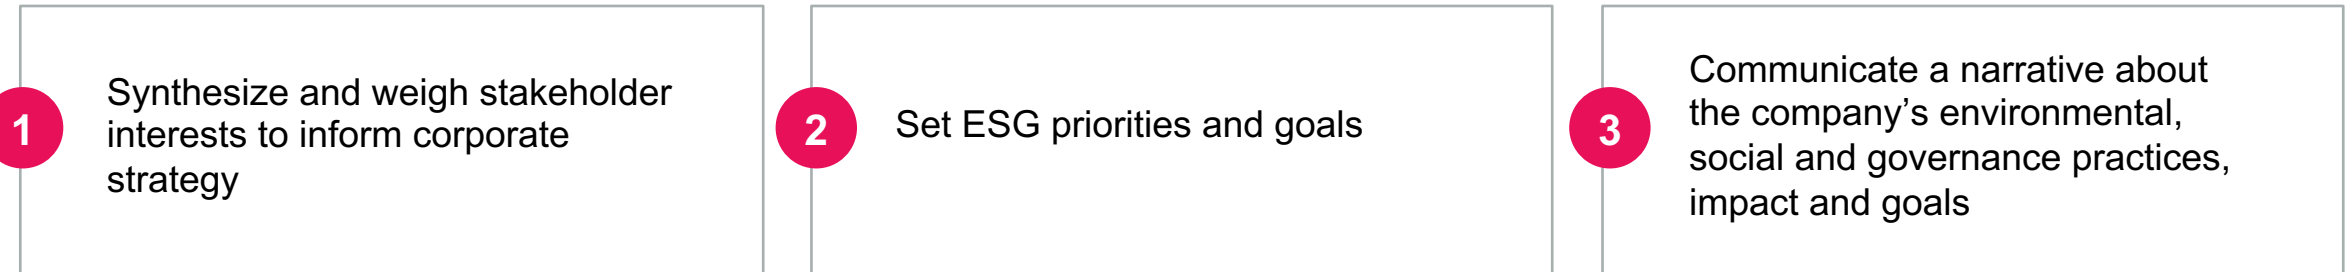 1
Synthesize and weigh stakeholder
interests to inform corporate
strategy
2
Set ESG priorities and goals
3
Communicate a narrative about
the company’s environmental,
social and governance practices,
impact and goals